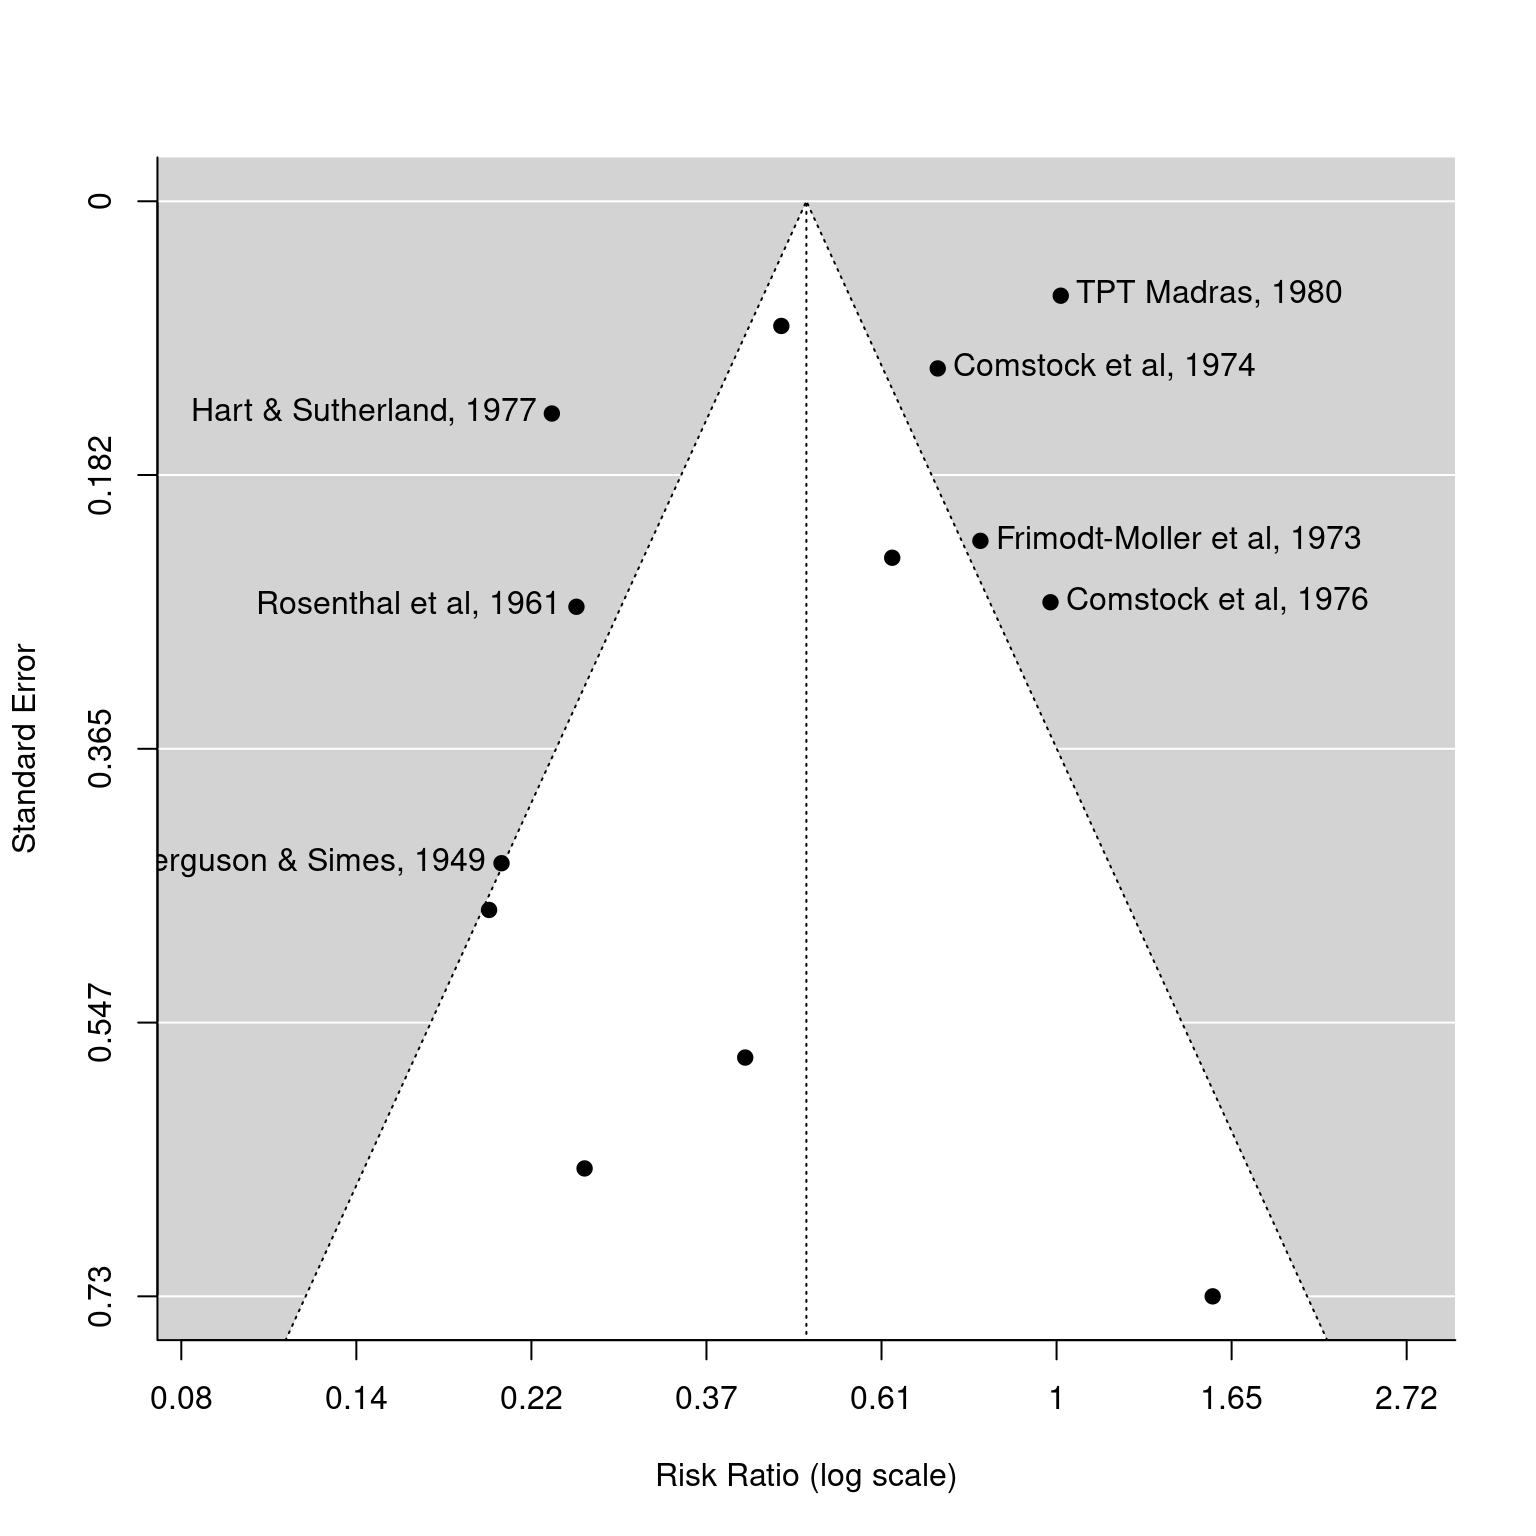 0
TPT Madras, 1980
Comstock et al, 1974
Hart & Sutherland, 1977
0.182
Frimodt-Moller et al, 1973
Rosenthal et al, 1961
Comstock et al, 1976
Standard Error
0.365
erguson & Simes, 1949
0.547
0.73
0.08 0.14 0.22 0.37 0.61 1 1.65 2.72
Risk Ratio (log scale)